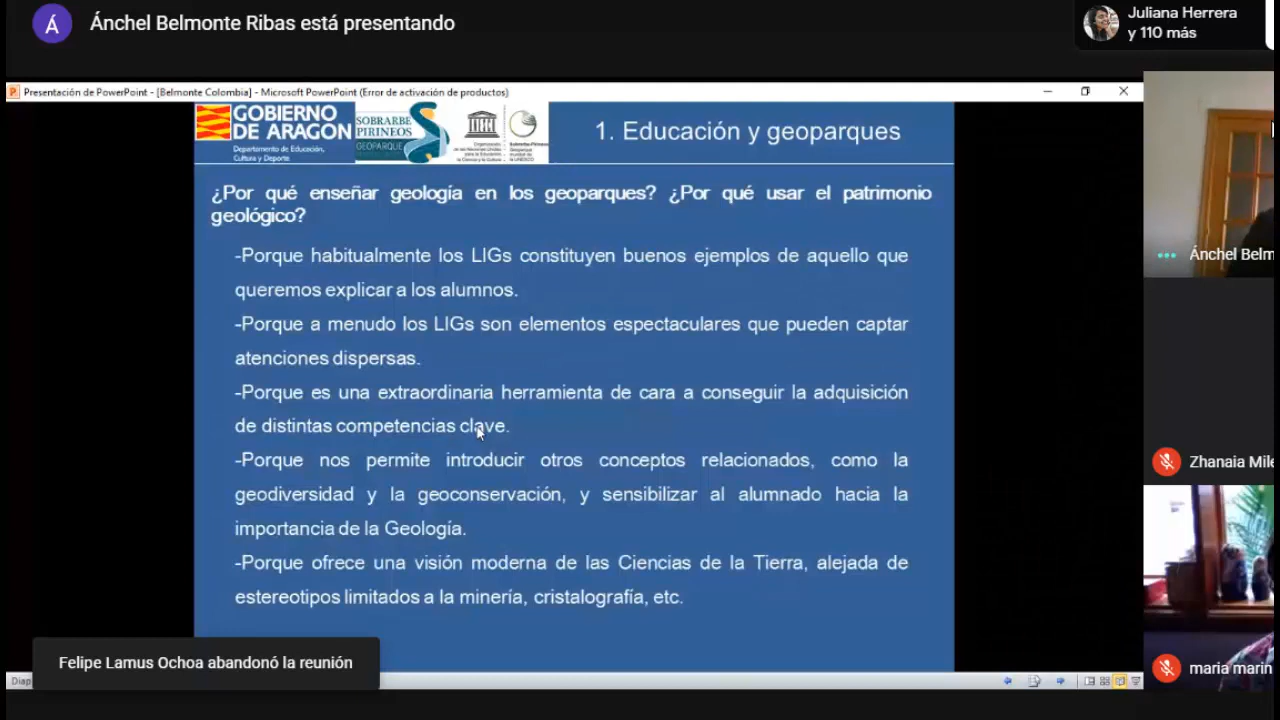 Á
Ánchel Belmonte Ribas está presentando
Juliana Herrera
y 110 más
Presentación de PowerPoint - [Belmonte Colombia] - Microsoft PowerPoint (Error de activación de productos)
GOBIERNO
DE ARAGON
Departamento de Educación,
Cultura y Deporte
SOBRARBE
PIRINEOS
GEOPARQUE
1. Educación y geoparques
¿Por qué enseñar geología en los geoparques? ¿Por qué usar el patrimonio
geológico?
-Porque habitualmente los LIGs constituyen buenos ejemplos de aquello que
queremos explicar a los alumnos.
-Porque a menudo los LIGs son elementos espectaculares que pueden captar
atenciones dispersas.
-Porque es una extraordinaria herramienta de cara a conseguir la adquisición
de distintas competencias clave.
-Porque nos permite introducir otros conceptos relacionados, como la
geodiversidad y la geoconservación, y sensibilizar al alumnado hacia la
importancia de la Geología.
-Porque ofrece una visión moderna de las Ciencias de la Tierra, alejada de
estereotipos limitados a la minería, cristalografía, etc.
Ánchel Belm
Zhanaia Mile
maria marin
Felipe Lamus Ochoa abandonó la reunión
Diap